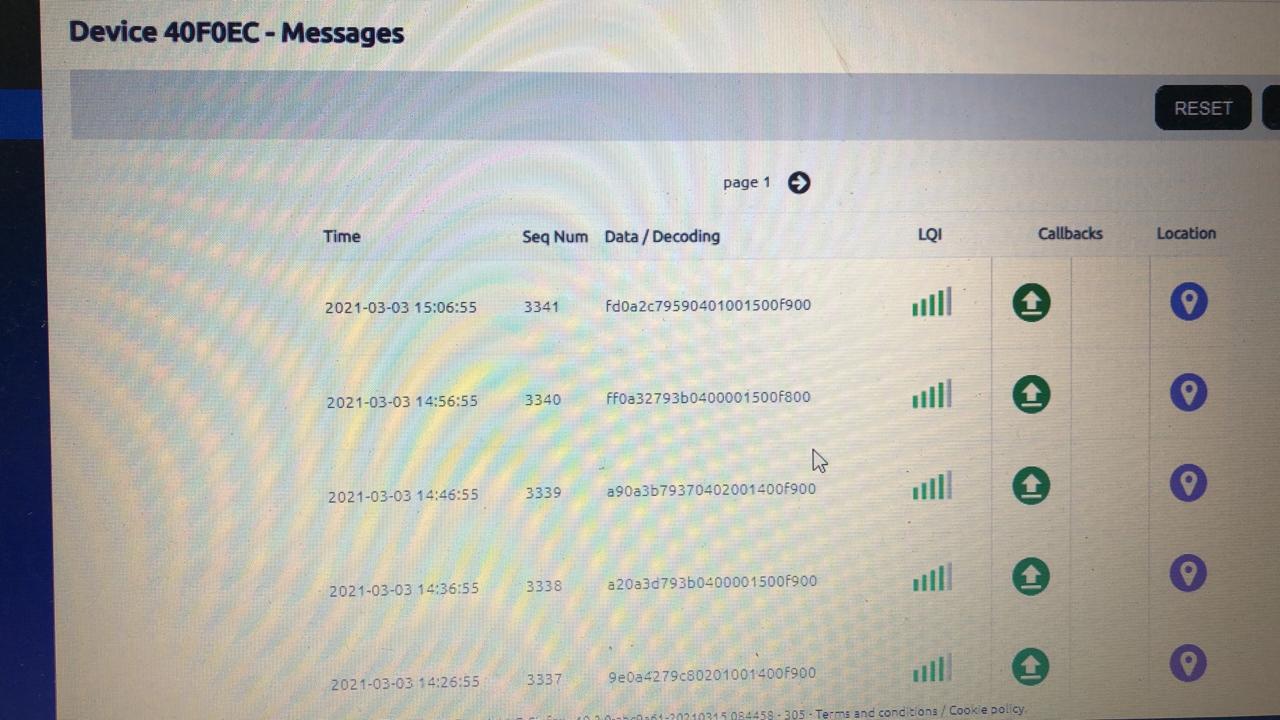 Device 40F0EC - Messages
RESET
page 1
Time Seq Num Data / Decoding LQI Callbacks Location
2021-03-03 15:06:55 3341 fd0a2c79590401001500f900
2021-03-03 14:56:55 3340 ff0a32793b0400001500f800
2021-03-03 14:46:55 3339 a90a3b79370402001400f900
2021-03-03 14:36:55 3338 a20a3d793b0400001500f900
2021-03-03 14:26:55 3337 9e0a4279c80201001400f900
305 - Terms and conditions / Cookie policy.